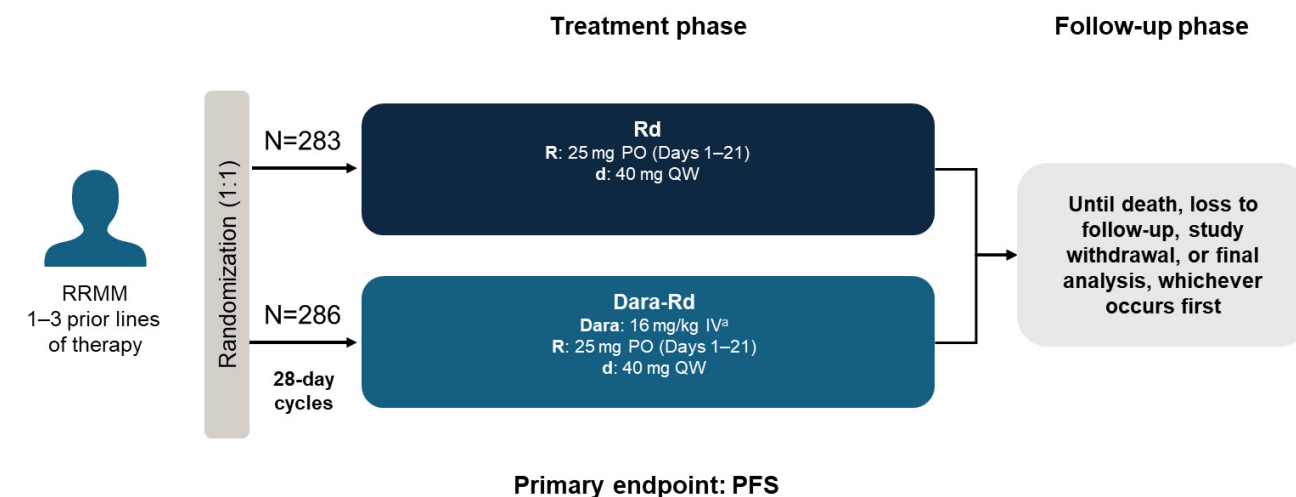 Treatment phase
Follow-up phase
RRMM
1–3 prior lines
of therapy
Randomization (1:1)
N=283
Rd
R: 25 mg PO (Days 1–21)
d: 40 mg QW
N=286
28-day
cycles
Dara-Rd
Dara: 16 mg/kg IVᵃ
R: 25 mg PO (Days 1–21)
d: 40 mg QW
Until death, loss to
follow-up, study
withdrawal, or final
analysis, whichever
occurs first
Primary endpoint: PFS